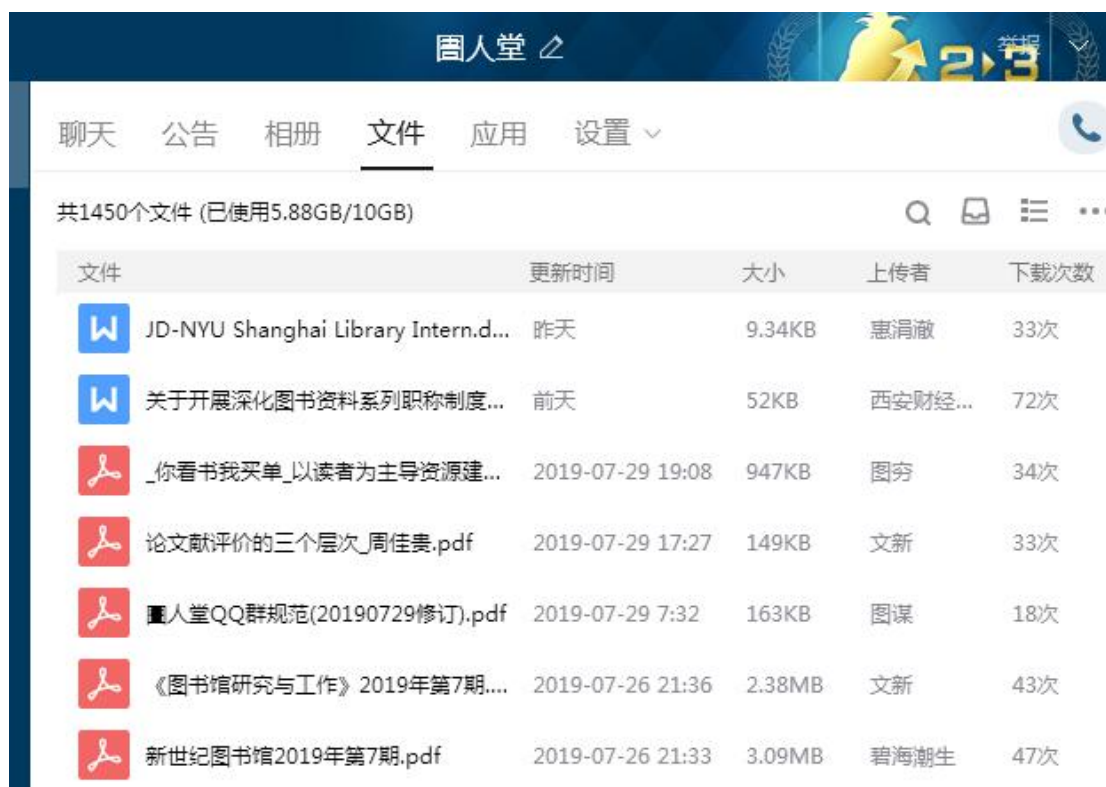 圕人堂
举报
2 3
聊天 公告 相册 文件 应用 设置
共1450个文件 (已使用5.88GB/10GB)
文件 更新时间 大小 上传者 下载次数
JD-NYU Shanghai Library Intern.d... 昨天 9.34KB 惠涓澈 33次
关于开展深化图书资料系列职称制度... 前天 52KB 西安财经... 72次
_你看书我买单_以读者为主导资源建... 2019-07-29 19:08 947KB 图穷 34次
论文献评价的三个层次_周佳贵.pdf 2019-07-29 17:27 149KB 文新 33次
圕人堂QQ群规范(20190729修订).pdf 2019-07-29 7:32 163KB 图谋 18次
《图书馆研究与工作》2019年第7期.... 2019-07-26 21:36 2.38MB 文新 43次
新世纪图书馆2019年第7期.pdf 2019-07-26 21:33 3.09MB 碧海潮生 47次